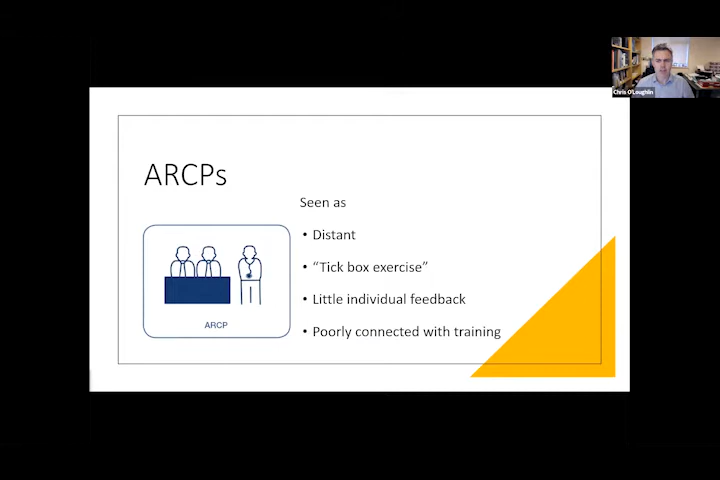 Chris O'Loughlin
ARCPs
Seen as
• Distant
• “Tick box exercise”
• Little individual feedback
• Poorly connected with training
ARCP